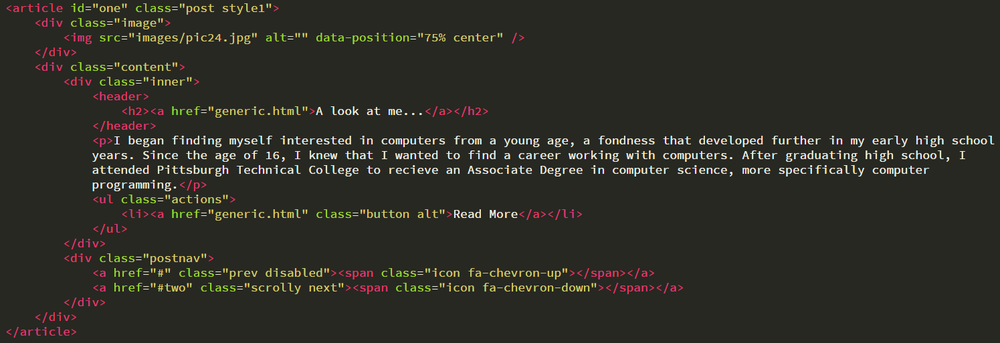 <article id="one" class="post style1">
    <div class="image">
        <img src="images/pic24.jpg" alt="" data-position="75% center" />
    </div>
    <div class="content">
        <div class="inner">
            <header>
                <h2><a href="generic.html">A look at me...</a></h2>
            </header>
            <p>I began finding myself interested in computers from a young age, a fondness that developed further in my early high school
            years. Since the age of 16, I knew that I wanted to find a career working with computers. After graduating high school, I
            attended Pittsburgh Technical College to recieve an Associate Degree in computer science, more specifically computer
            programming.</p>
            <ul class="actions">
                <li><a href="generic.html" class="button alt">Read More</a></li>
            </ul>
        </div>
        <div class="postnav">
            <a href="#" class="prev disabled"><span class="icon fa-chevron-up"></span></a>
            <a href="#two" class="scrolly next"><span class="icon fa-chevron-down"></span></a>
        </div>
    </div>
</article>